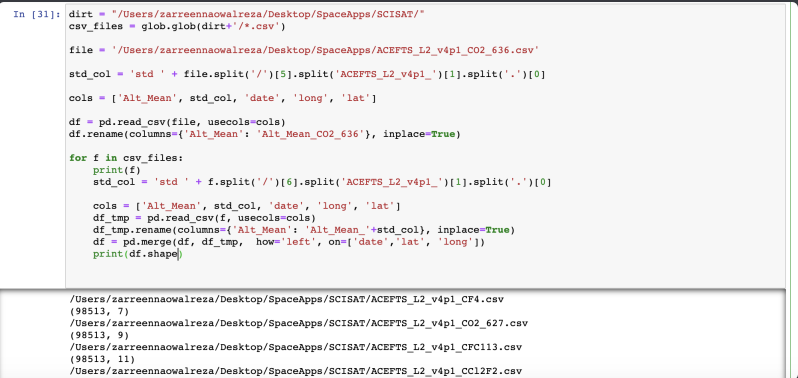 In [31]: dirt = "/Users/zarreennaowalreza/Desktop/SpaceApps/SCISAT/"
csv_files = glob.glob(dirt+'/*.csv')
file = '/Users/zarreennaowalreza/Desktop/SpaceApps/ACEFTS_L2_v4p1_CO2_636.csv'
std_col = 'std ' + file.split('/')[5].split('ACEFTS_L2_v4p1_')[1].split('.')[0]
cols = ['Alt_Mean', std_col, 'date', 'long', 'lat']
df = pd.read_csv(file, usecols=cols)
df.rename(columns={'Alt_Mean': 'Alt_Mean_CO2_636'}, inplace=True)
for f in csv_files:
    print(f)
    std_col = 'std ' + f.split('/')[6].split('ACEFTS_L2_v4p1_')[1].split('.')[0]
    cols = ['Alt_Mean', std_col, 'date', 'long', 'lat']
    df_tmp = pd.read_csv(f, usecols=cols)
    df_tmp.rename(columns={'Alt_Mean': 'Alt_Mean_'+std_col}, inplace=True)
    df = pd.merge(df, df_tmp,  how='left', on=['date','lat', 'long'])
    print(df.shape)
/Users/zarreennaowalreza/Desktop/SpaceApps/SCISAT/ACEFTS_L2_v4p1_CF4.csv
(98513, 7)
/Users/zarreennaowalreza/Desktop/SpaceApps/SCISAT/ACEFTS_L2_v4p1_CO2_627.csv
(98513, 9)
/Users/zarreennaowalreza/Desktop/SpaceApps/SCISAT/ACEFTS_L2_v4p1_CFC113.csv
(98513, 11)
/Users/zarreennaowalreza/Desktop/SpaceApps/SCISAT/ACEFTS_L2_v4p1_CCl2F2.csv